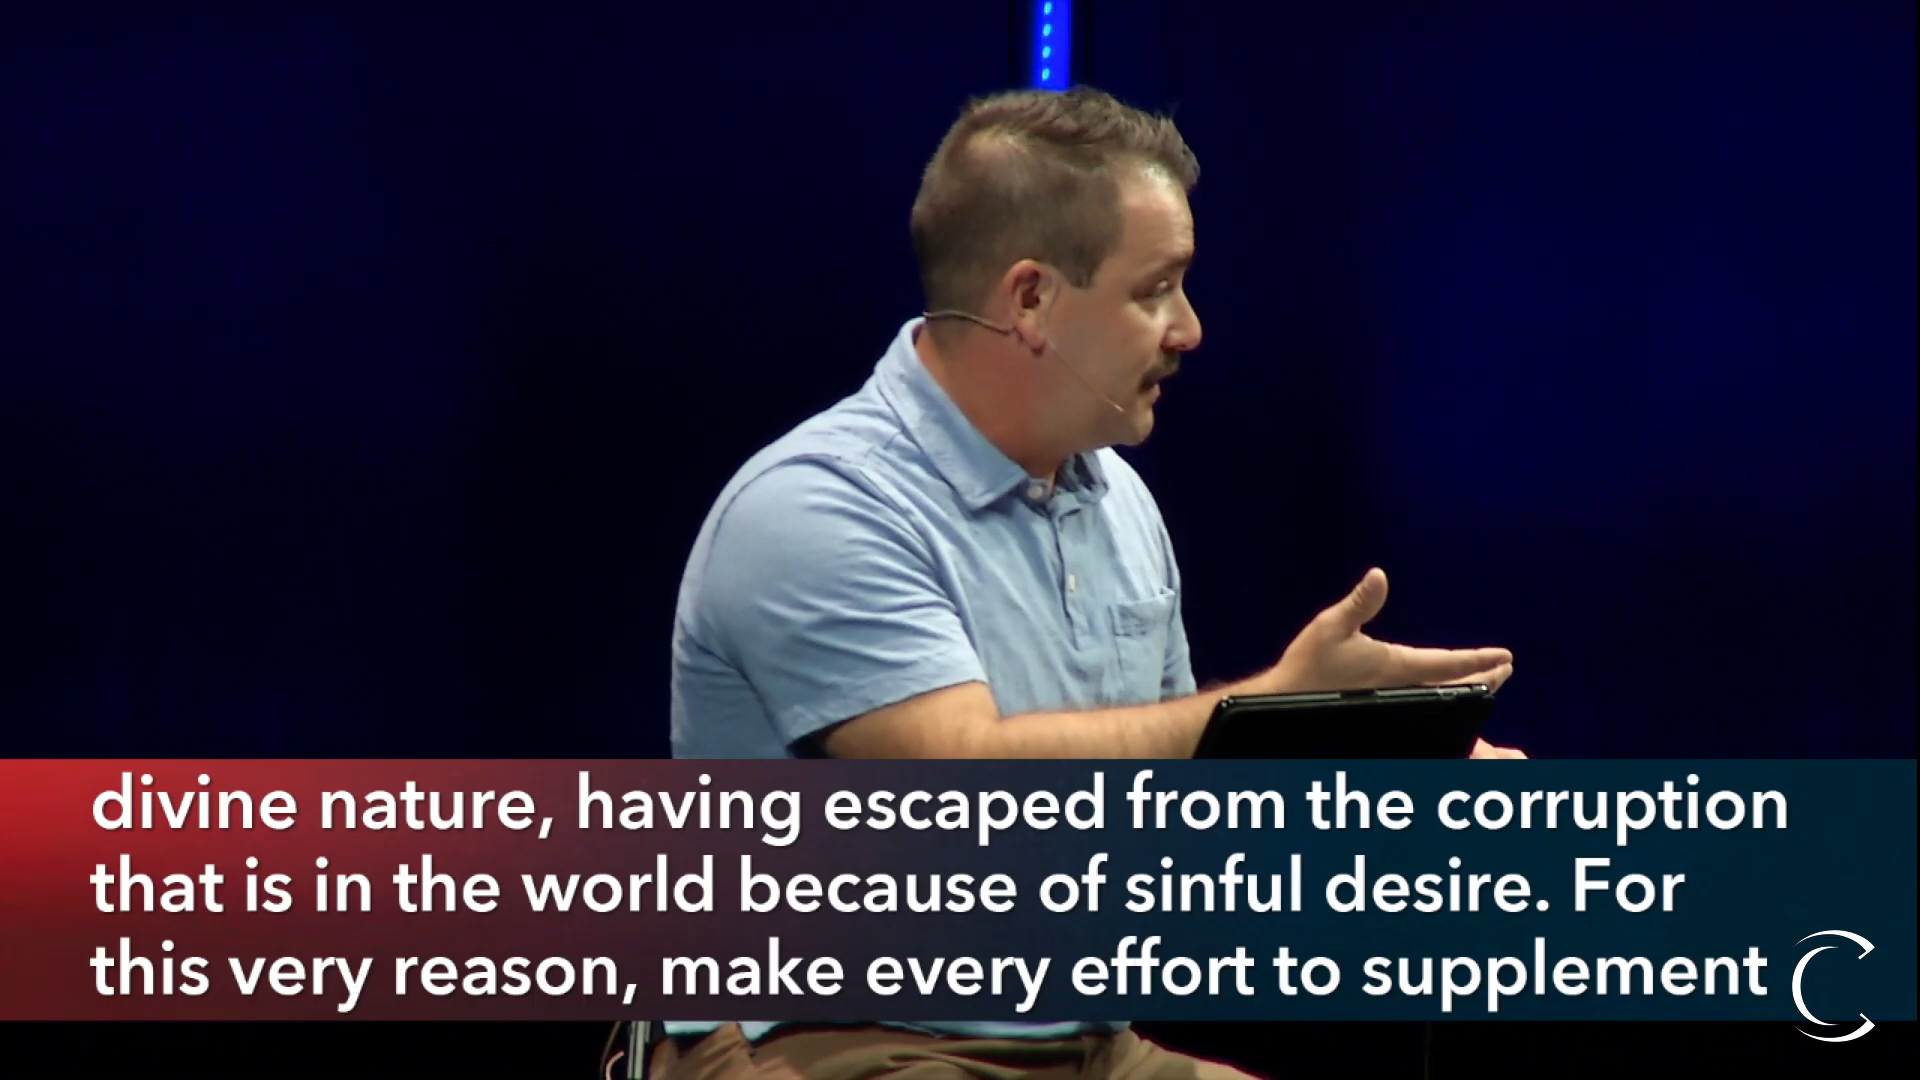 divine nature, having escaped from the corruption
that is in the world because of sinful desire. For
this very reason, make every effort to supplement